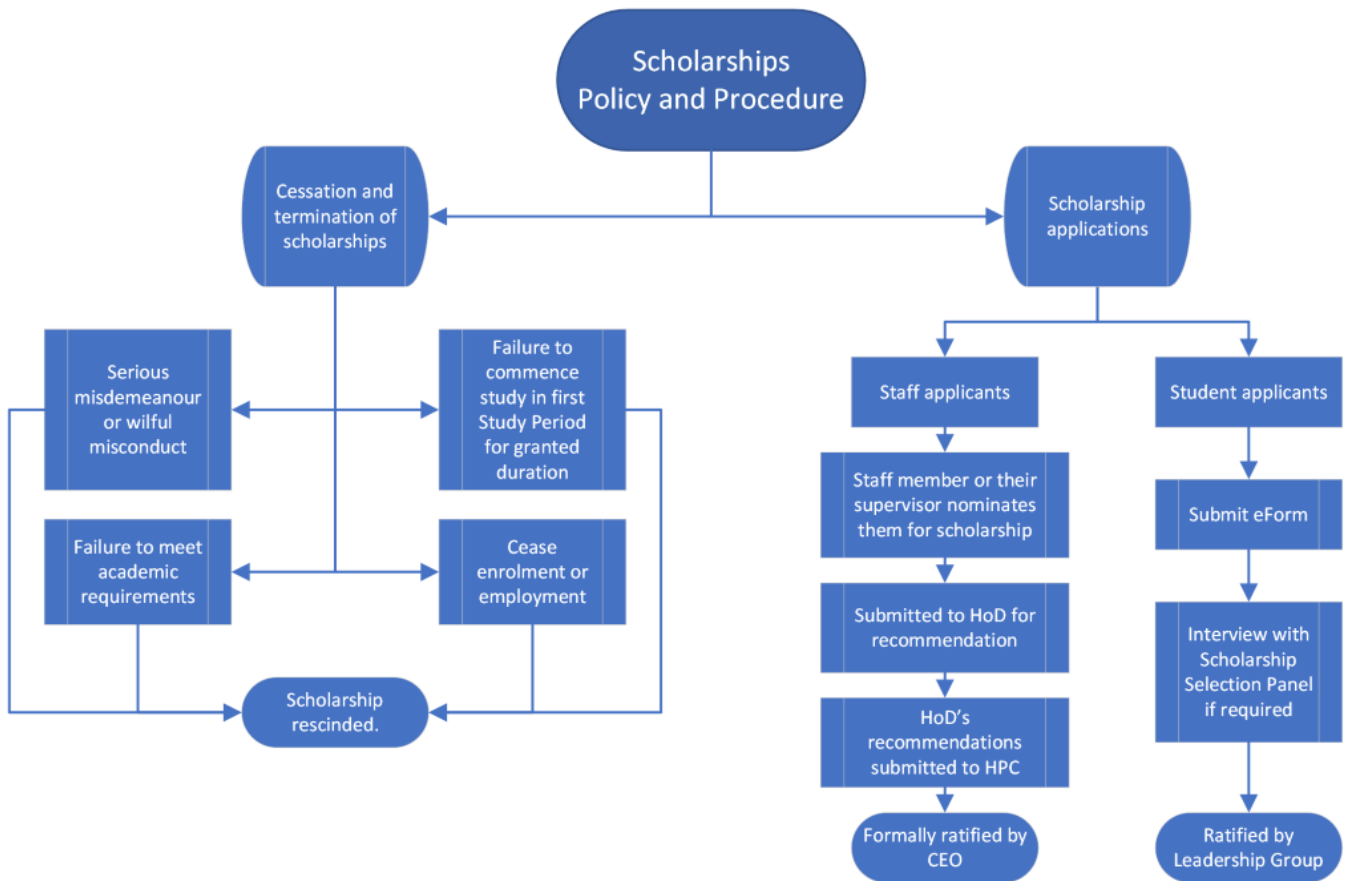 Scholarships
Policy and Procedure
Cessation and
termination of
scholarships
Scholarship
applications
Serious
misdemeanour
or wilful
misconduct
Failure to
commence
study in first
Study Period
for granted
duration
Failure to meet
academic
requirements
Cease
enrolment or
employment
Scholarship
rescinded.
Staff applicants
Staff member or their
supervisor nominates
them for scholarship
Submitted to HoD for
recommendation
HoD’s
recommendations
submitted to HPC
Formally ratified by
CEO
Student applicants
Submit eForm
Interview with
Scholarship
Selection Panel
if required
Ratified by
Leadership Group